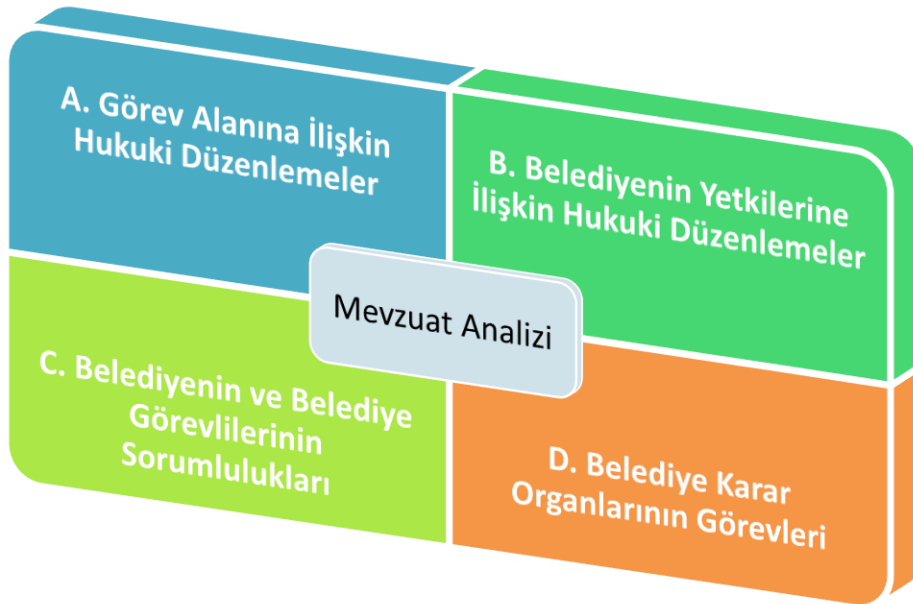 A. Görev Alanına İlişkin
Hukuki Düzenlemeler
B. Belediyenin Yetkilerine
İlişkin Hukuki Düzenlemeler
Mevzuat Analizi
C. Belediyenin ve Belediye
Görevlilerinin
Sorumlulukları
D. Belediye Karar
Organlarının Görevleri